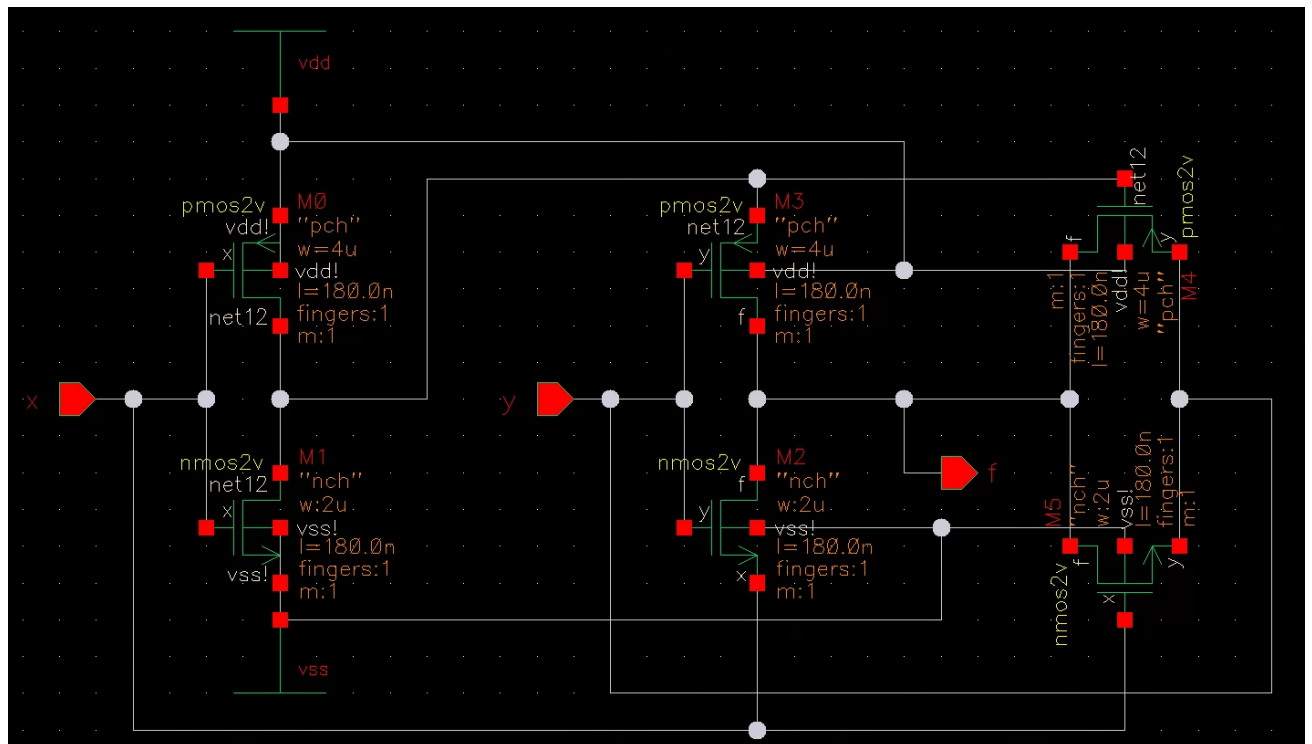 vdd
pmos2v
M0
"pch"
vdd!
w=4u
x
vdd!
l=180.0n
net12
fingers:1
m:1
pmos2v
M3
"pch"
net12
w=4u
y
vdd!
l=180.0n
f
fingers:1
m:1
net12
pmos2v
f
y
m:1
fingers:1
l=180.0n
vdd!
w=4u
"pch"
M4
x
y
f
nmos2v
M1
"nch"
net12
w:2u
x
vss!
l=180.0n
vss!
fingers:1
m:1
nmos2v
M2
"nch"
f
w:2u
y
vss!
l=180.0n
x
fingers:1
m:1
M5
"nch"
w:2u
vss!
l=180.0n
fingers:1
m:1
nmos2v
f
y
x
vss